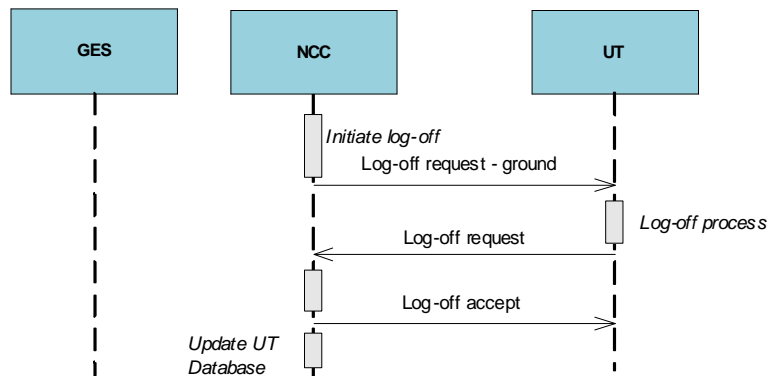 GES
NCC
UT
Initiate log-off
Log-off request - ground
Log-off process
Log-off request
Log-off accept
Update UT
Database